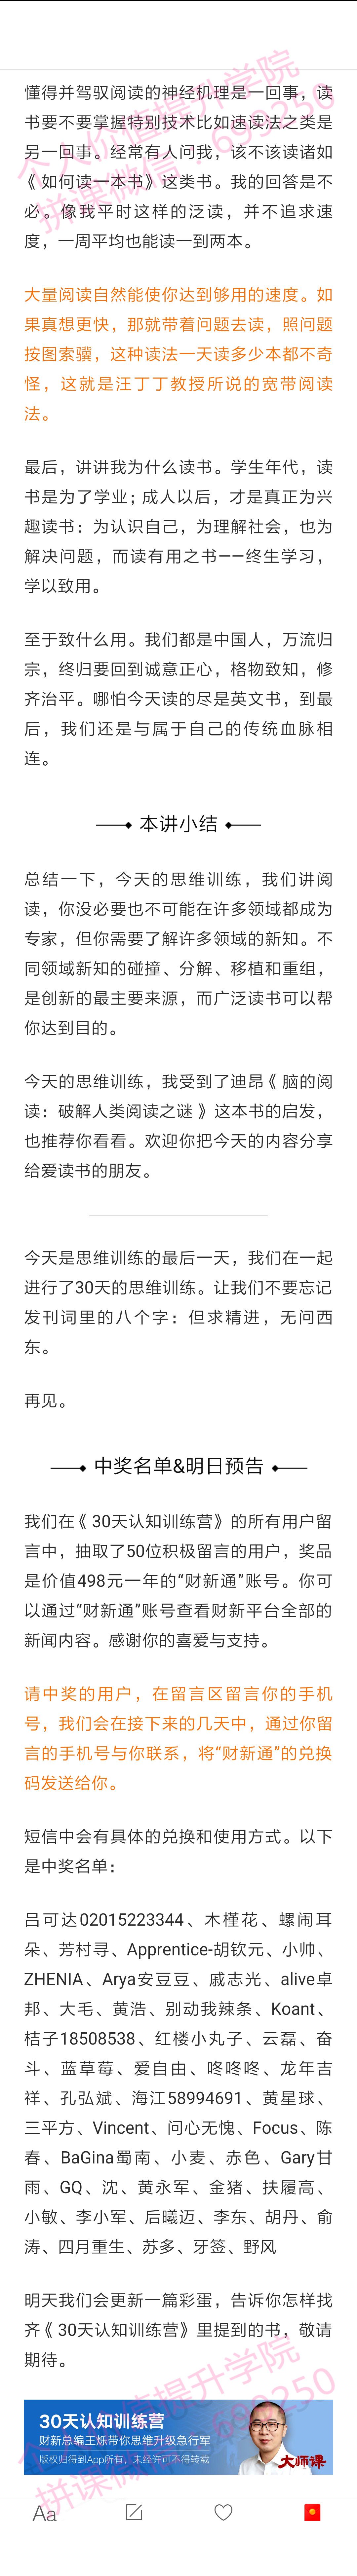 懂得并驾驭阅读的神经机理是一回事，读
书要不要掌握特别技术比如速读法之类是
另一回事。经常有人问我，该不该读诸如
《如何读一本书》这类书。我的回答是不
必。像我平时这样的泛读，并不追求速
度，一周平均也能读一到两本。
大量阅读自然能使你达到够用的速度。如
果真想更快，那就带着问题去读，照问题
按图索骥，这种读法一天读多少本都不奇
怪，这就是汪丁丁教授所说的宽带阅读
法。
最后，讲讲我为什么读书。学生年代，读
书是为了学业；成人以后，才是真正为兴
趣读书：为认识自己，为理解社会，也为
解决问题，而读有用之书——终生学习，
学以致用。
至于致什么用。我们都是中国人，万流归
宗，终归要回到诚意正心，格物致知，修
齐治平。哪怕今天读的尽是英文书，到最
后，我们还是与属于自己的传统血脉相
连。
本讲小结
总结一下，今天的思维训练，我们讲阅
读，你没必要也不可能在许多领域都成为
专家，但你需要了解许多领域的新知。不
同领域新知的碰撞、分解、移植和重组，
是创新的最主要来源，而广泛读书可以帮
你达到目的。
今天的思维训练，我受到了迪昂《脑的阅
读：破解人类阅读之谜》这本书的启发，
也推荐你看看。欢迎你把今天的内容分享
给爱读书的朋友。
今天是思维训练的最后一天，我们在一起
进行了30天的思维训练。让我们不要忘记
发刊词里的八个字：但求精进，无问西
东。
再见。
中奖名单&明日预告
我们在《30天认知训练营》的所有用户留
言中，抽取了50位积极留言的用户，奖品
是价值498元一年的“财新通”账号。你可
以通过“财新通”账号查看财新平台全部的
新闻内容。感谢你的喜爱与支持。
请中奖的用户，在留言区留言你的手机
号，我们会在接下来的几天中，通过你留
言的手机号与你联系，将“财新通”的兑换
码发送给你。
短信中会有具体的兑换和使用方式。以下
是中奖名单：
吕可达02015223344、木槿花、螺闹耳
朵、芳村寻、Apprentice-胡钦元、小帅、
ZHENIA、Arya安豆豆、戚志光、alive卓
邦、大毛、黄浩、别动我辣条、Koant、
桔子18508538、红楼小丸子、云磊、奋
斗、蓝草莓、爱自由、咚咚咚、龙年吉
祥、孔弘斌、海江58994691、黄星球、
三平方、Vincent、问心无愧、Focus、陈
春、BaGina蜀南、小麦、赤色、Gary甘
雨、GQ、沈、黄永军、金猪、扶履高、
小敏、李小军、后曦迈、李东、胡丹、俞
涛、四月重生、苏多、牙签、野风
明天我们会更新一篇彩蛋，告诉你怎样找
齐《30天认知训练营》里提到的书，敬请
期待。
30天认知训练营
财新总编王烁带你思维升级急行军
版权归得到App所有，未经许可不得转载
大师课
Aa
个人价值提升学院
拼课微信：699250
个人价值提升学院
拼课微信：699250